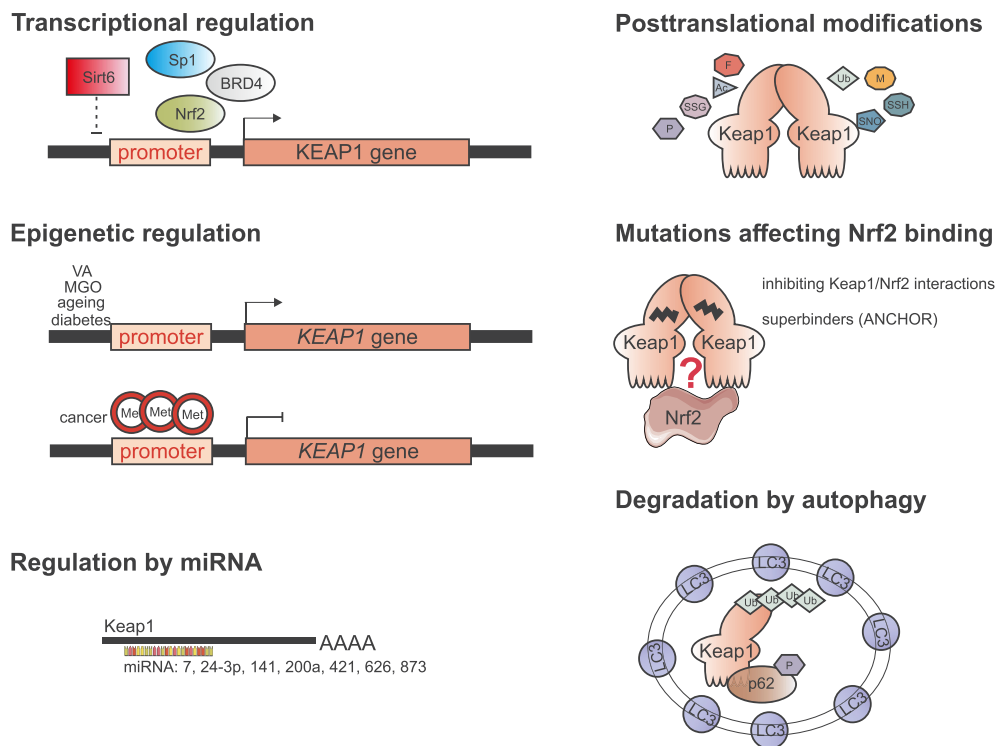 Transcriptional regulation
Sirt6
Sp1
BRD4
Nrf2
promoter
KEAP1 gene
Epigenetic regulation
VA
MGO
ageing
diabetes
promoter
KEAP1 gene
cancer
Met
Met
Met
promoter
KEAP1 gene
Regulation by miRNA
Keap1
AAAA
miRNA: 7, 24-3p, 141, 200a, 421, 626, 873
Posttranslational modifications
F
Ac
SSG
P
Ub
M
SSH
SNO
Keap1
Keap1
Mutations affecting Nrf2 binding
inhibiting Keap1/Nrf2 interactions
superbinders (ANCHOR)
Keap1
Keap1
?
Nrf2
Degradation by autophagy
LC3
LC3
LC3
LC3
LC3
LC3
LC3
LC3
Ub
Ub
Ub
Ub
Keap1
P
p62